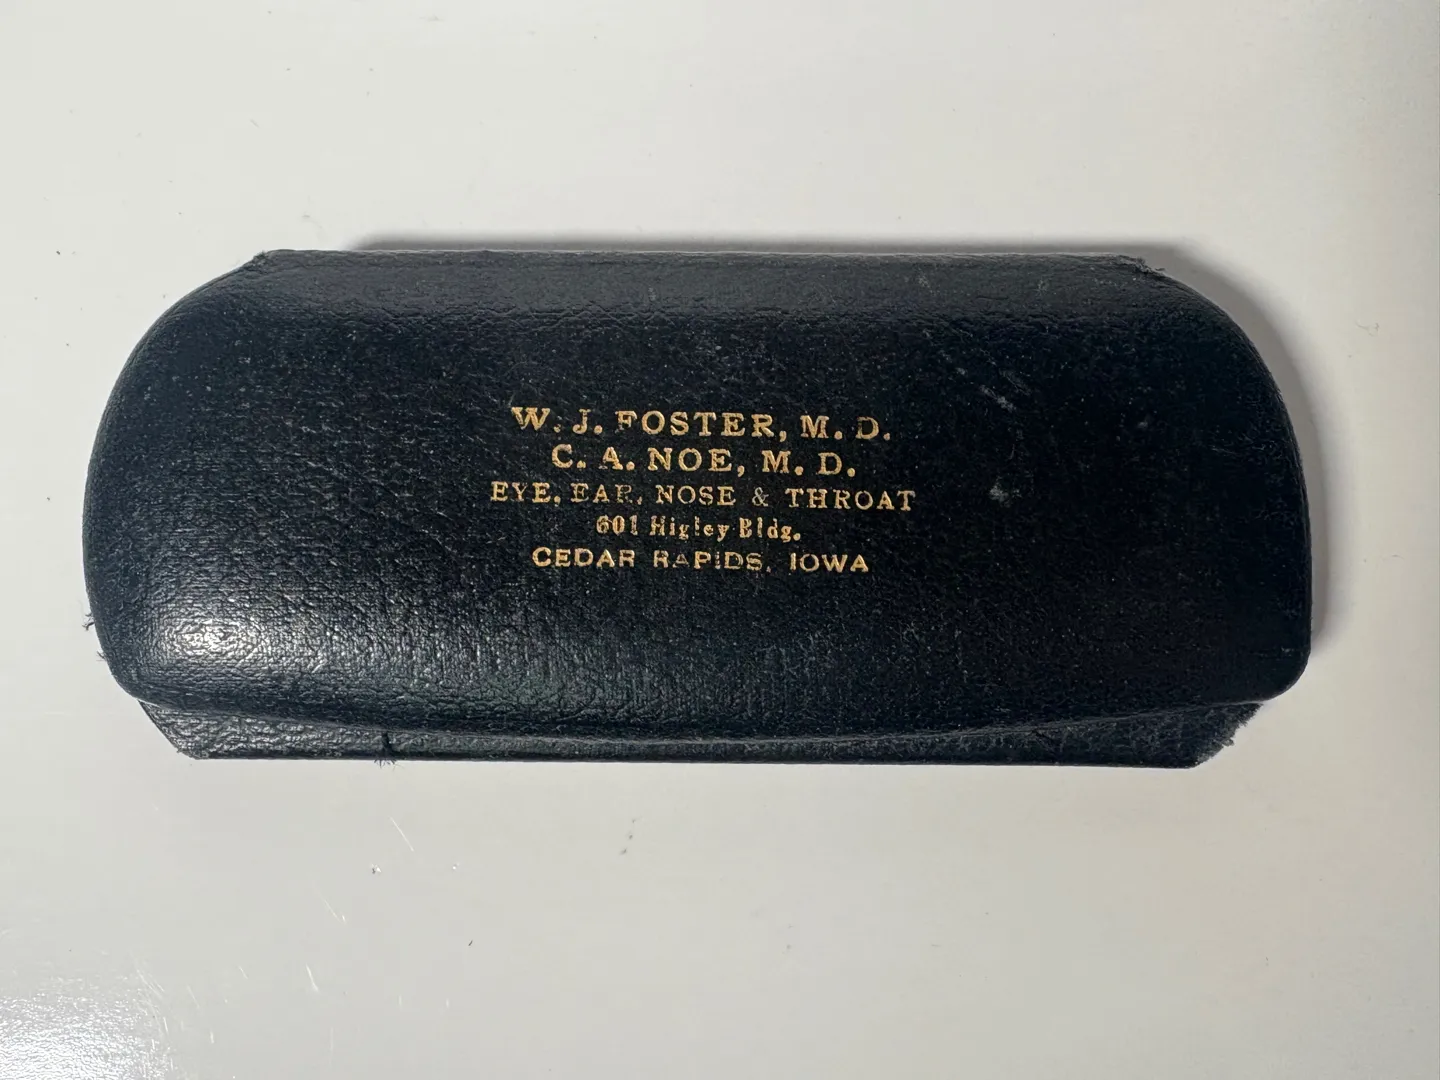 W. J. FOSTER, M. D.
C. A. NOE, M. D.
EYE, EAR, NOSE & THROAT
601 Higley Bldg.
CEDAR RAPIDS, IOWA